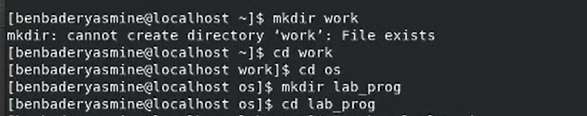 [benbaderyasmine@localhost ~]$ mkdir work
mkdir: cannot create directory ‘work’: File exists
[benbaderyasmine@localhost ~]$ cd work
[benbaderyasmine@localhost work]$ cd os
[benbaderyasmine@localhost os]$ mkdir lab_prog
[benbaderyasmine@localhost os]$ cd lab_prog